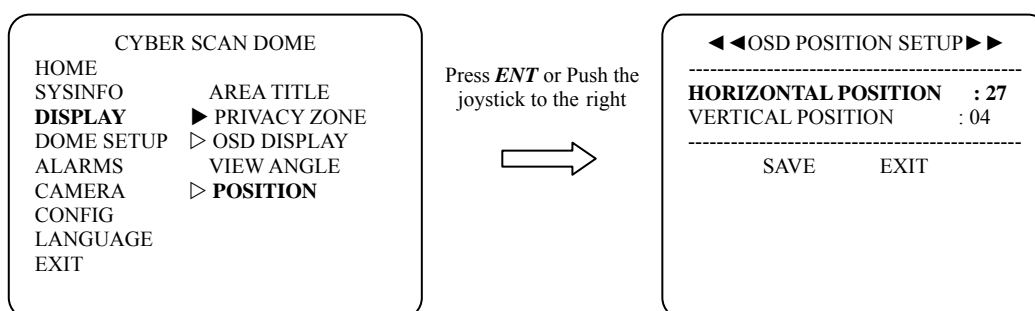 CYBER SCAN DOME
HOME
SYSINFO AREA TITLE
DISPLAY ▶ PRIVACY ZONE
DOME SETUP ▷ OSD DISPLAY
ALARMS VIEW ANGLE
CAMERA ▷ POSITION
CONFIG
LANGUAGE
EXIT
Press ENT or Push the
joystick to the right
◄◄OSD POSITION SETUP►►
------------------------------------------------
HORIZONTAL POSITION : 27
VERTICAL POSITION : 04
------------------------------------------------
SAVE EXIT